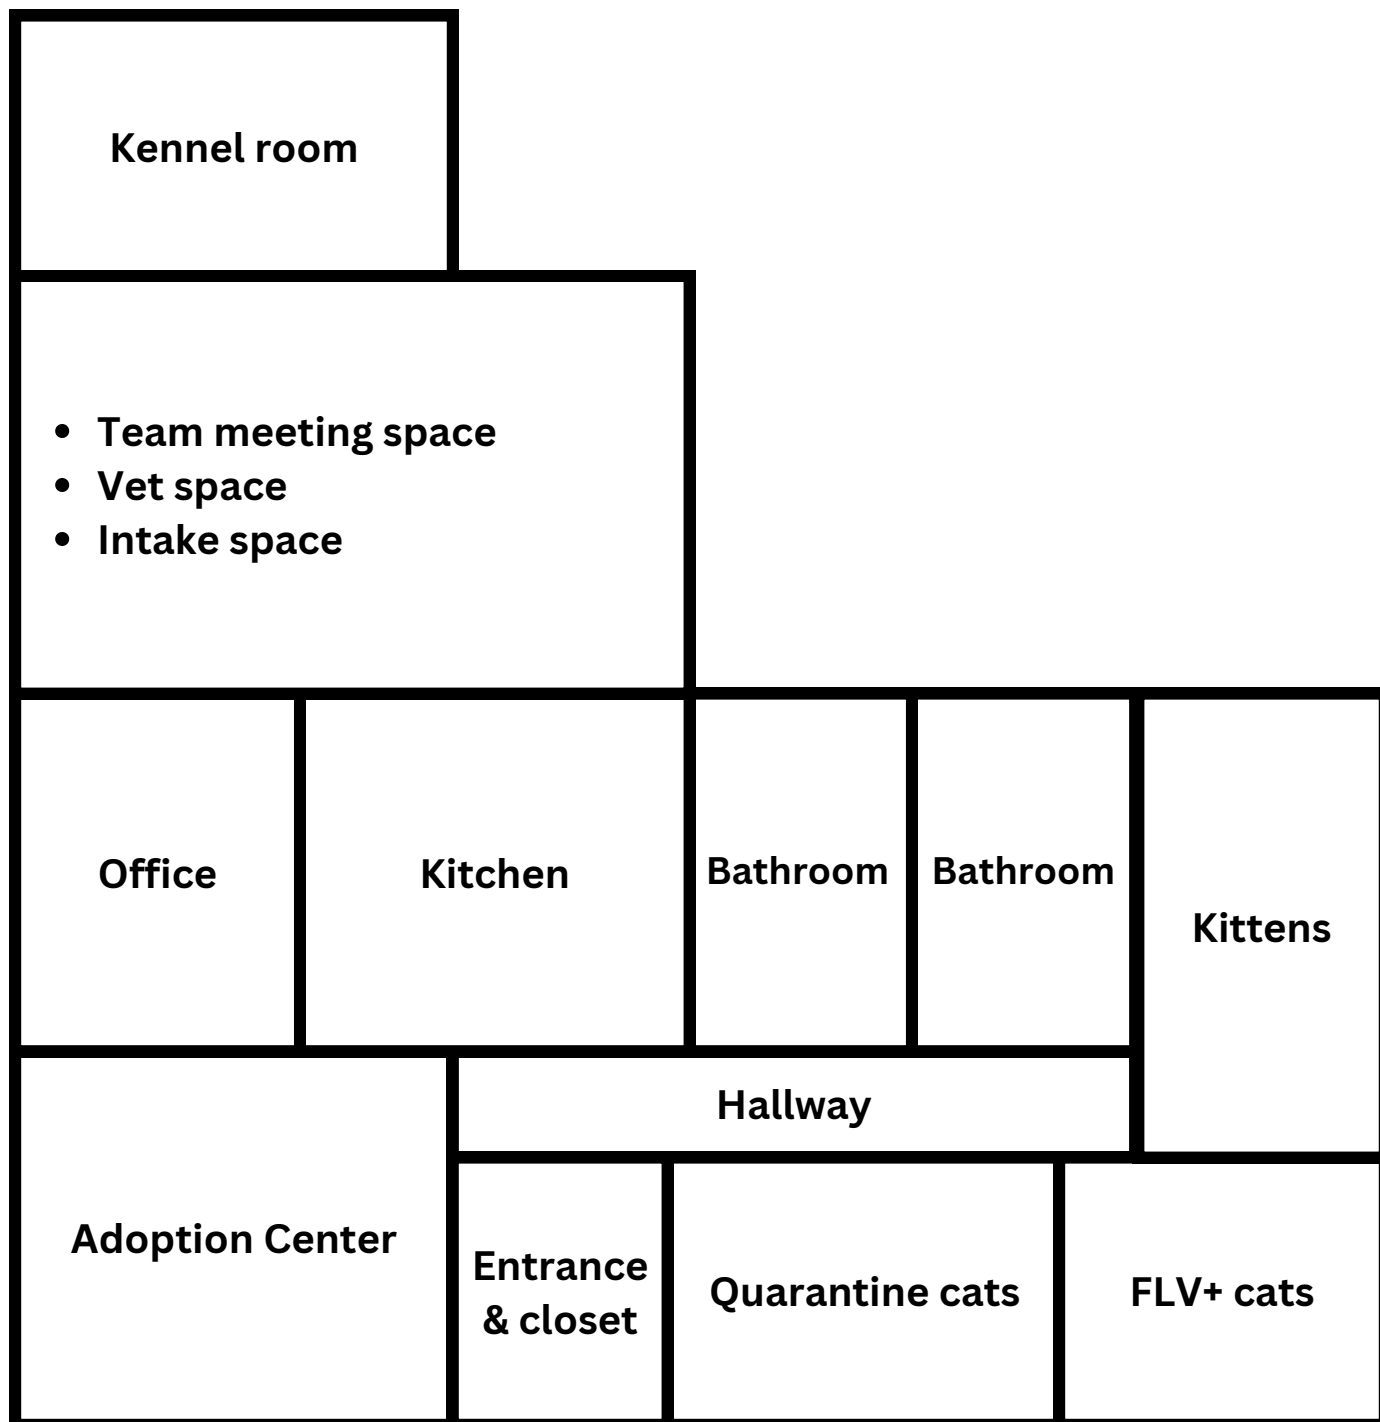 Kennel room
• Team meeting space
• Vet space
• Intake space
Office
Kitchen
Bathroom
Bathroom
Kittens
Hallway
Adoption Center
Entrance
& closet
Quarantine cats
FLV+ cats